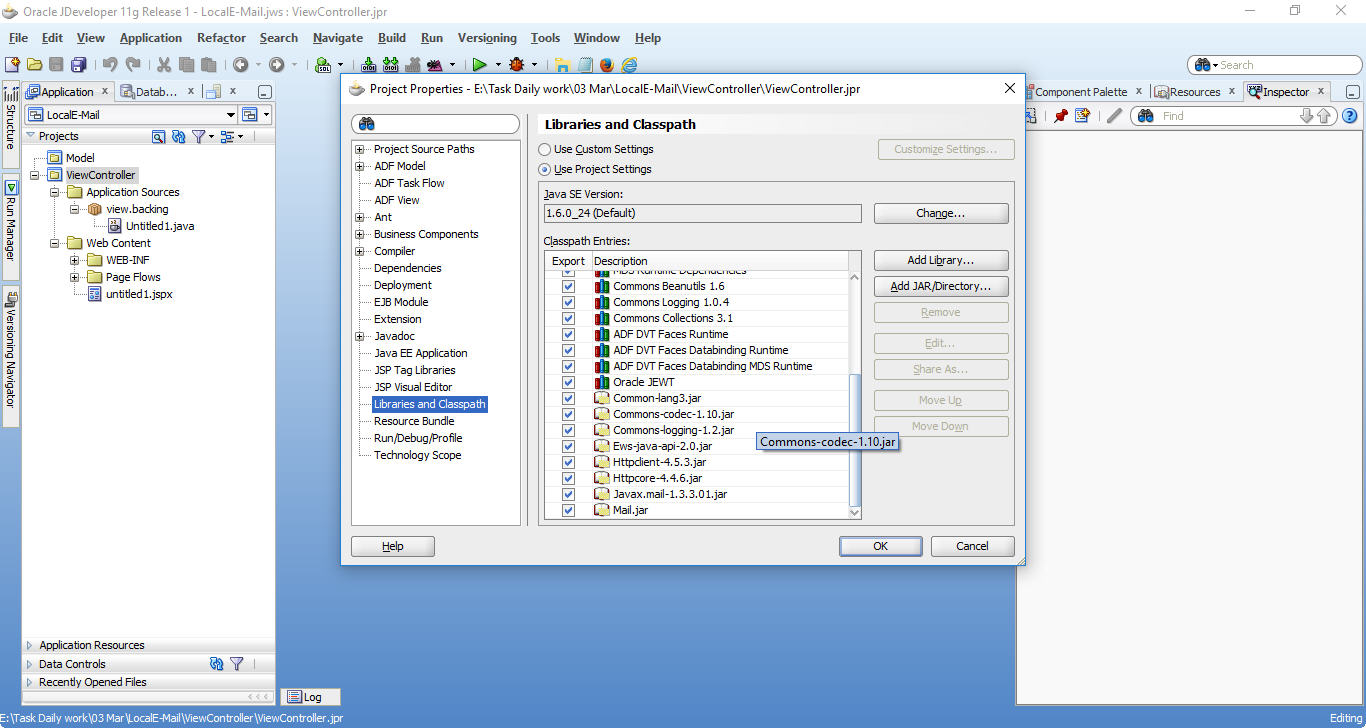 Oracle JDeveloper 11g Release 1 - LocalE-Mail.jws : ViewController.jpr
File Edit View Application Refactor Search Navigate Build Run Versioning Tools Window Help
Search
Application Datab...
Component Palette Resources Inspector
LocalE-Mail
Find
Projects
Structure
Run Manager
Versioning Navigator
Model
ViewController
Application Sources
view.backing
Untitled1.java
Web Content
WEB-INF
Page Flows
untitled1.jspx
Application Resources
Data Controls
Recently Opened Files
Project Properties - E:\Task Daily work\03 Mar\LocalE-Mail\ViewController\ViewController.jpr
Project Source Paths
ADF Model
ADF Task Flow
ADF View
Ant
Business Components
Compiler
Dependencies
Deployment
EJB Module
Extension
Javadoc
Java EE Application
JSP Tag Libraries
JSP Visual Editor
Libraries and Classpath
Resource Bundle
Run/Debug/Profile
Technology Scope
Libraries and Classpath
Use Custom Settings
Customize Settings...
Use Project Settings
Java SE Version:
1.6.0_24 (Default)
Change...
Classpath Entries:
Export Description
MDS Runtime Dependencies
Commons Beanutils 1.6
Commons Logging 1.0.4
Commons Collections 3.1
ADF DVT Faces Runtime
ADF DVT Faces Databinding Runtime
ADF DVT Faces Databinding MDS Runtime
Oracle JEWT
Common-lang3.jar
Commons-codec-1.10.jar
Commons-logging-1.2.jar
Ews-java-api-2.0.jar
Httpclient-4.5.3.jar
Httpcore-4.4.6.jar
Javax.mail-1.3.3.01.jar
Mail.jar
Commons-codec-1.10.jar
Add Library...
Add JAR/Directory...
Remove
Edit...
Share As...
Move Up
Move Down
Help
OK
Cancel
Log
E:\Task Daily work\03 Mar\LocalE-Mail\ViewController\ViewController.jpr
Editing